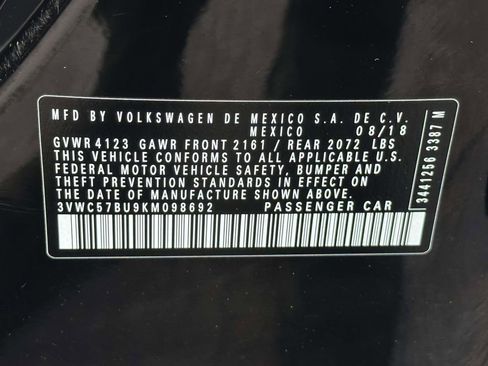 MFD BY VOLKSWAGEN DE MEXICO S.A. DE C.V.
MEXICO 08/18
GVWR 4123 GAWR FRONT 2161 / REAR 2072 LBS
THIS VEHICLE CONFORMS TO ALL APPLICABLE U.S.
FEDERAL MOTOR VEHICLE SAFETY, BUMPER AND
THEFT PREVENTION STANDARDS IN EFFECT ON
THE DATE OF MANUFACTURE SHOWN ABOVE.
3VWC57BU9KM098692 PASSENGER CAR
3441256 3387 M